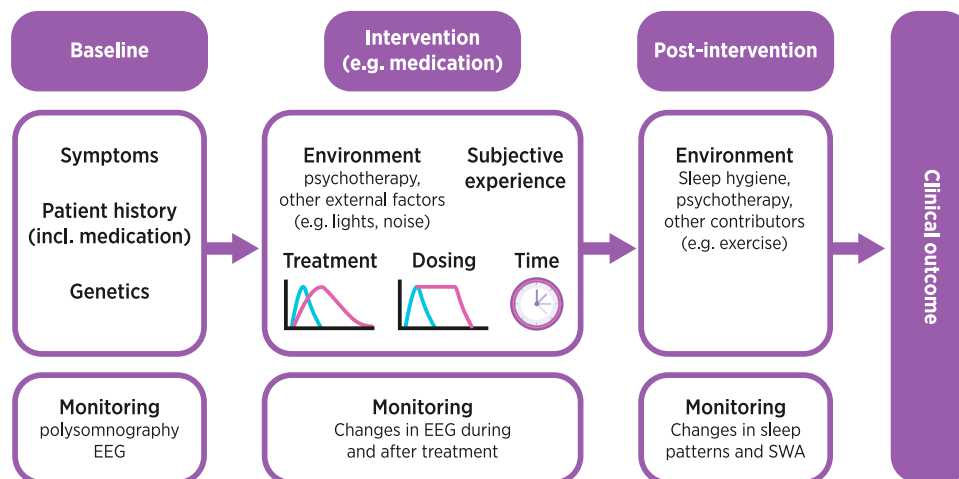 Baseline
Intervention
(e.g. medication)
Post-intervention
Symptoms
Patient history
(incl. medication)
Genetics
Environment
psychotherapy,
other external factors
(e.g. lights, noise)
Subjective
experience
Treatment
Dosing
Time
Environment
Sleep hygiene,
psychotherapy,
other contributors
(e.g. exercise)
Monitoring
polysomnography
EEG
Monitoring
Changes in EEG during
and after treatment
Monitoring
Changes in sleep
patterns and SWA
Clinical outcome